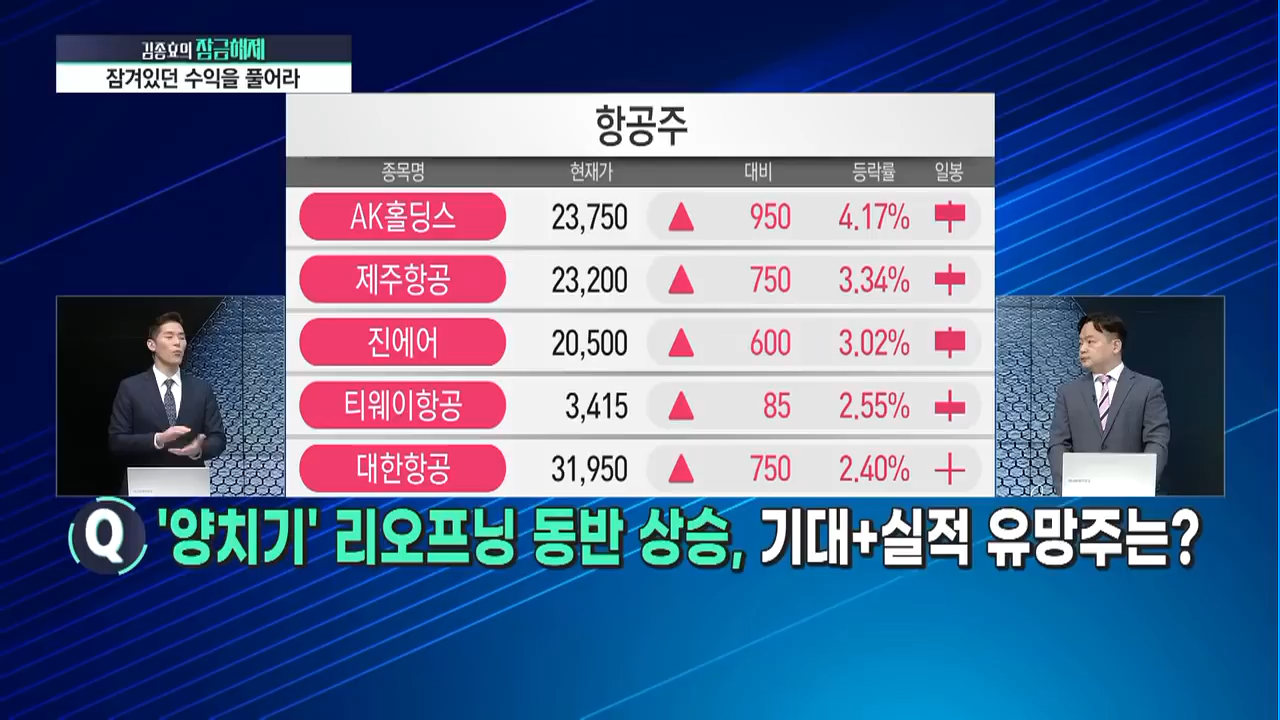 김종효의 잠금해제
잠겨있던 수익을 풀어라
항공주
종목명 현재가 대비 등락률 일봉
AK홀딩스 23,750 ▲ 950 4.17%
제주항공 23,200 ▲ 750 3.34%
진에어 20,500 ▲ 600 3.02%
티웨이항공 3,415 ▲ 85 2.55%
대한항공 31,950 ▲ 750 2.40%
Q '양치기' 리오프닝 동반 상승, 기대+실적 유망주는?